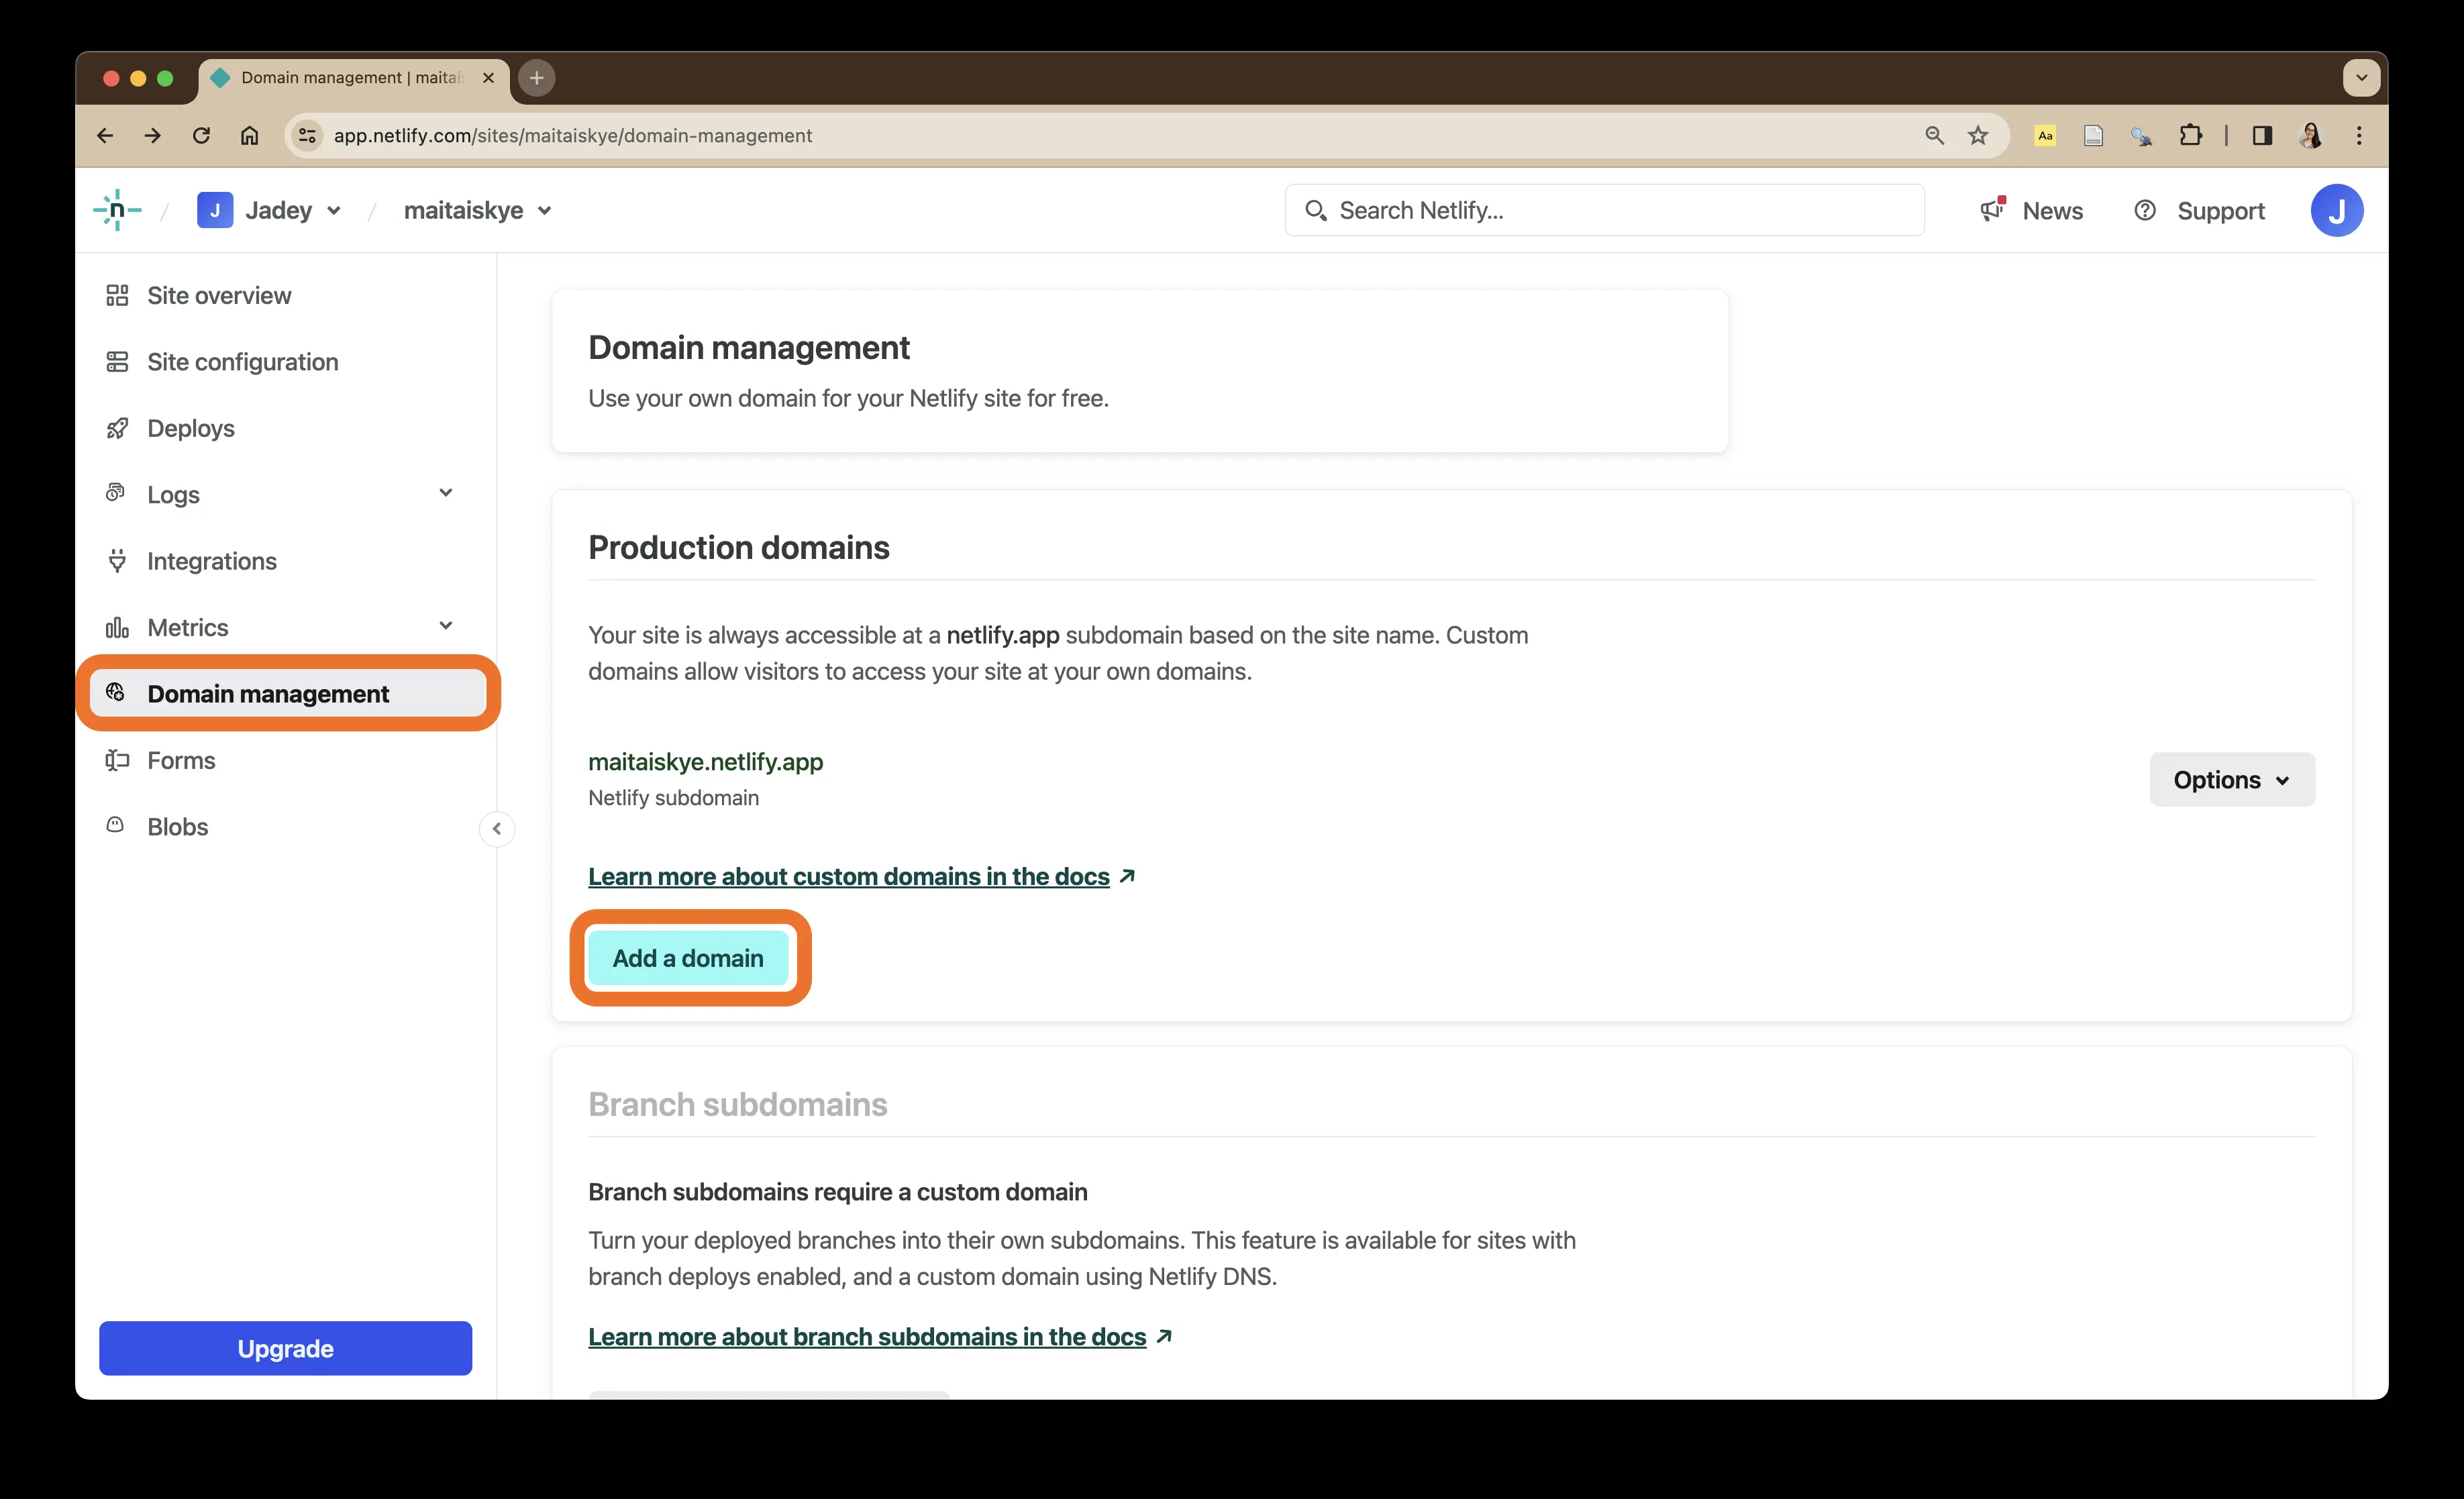 Domain management | maitais
app.netlify.com/sites/maitaiskye/domain-management
Aa
n
J
Jadey
maitaiskye
Search Netlify...
News
Support
J
Site overview
Site configuration
Deploys
Logs
Integrations
Metrics
Domain management
Forms
Blobs
Upgrade
Domain management
Use your own domain for your Netlify site for free.
Production domains
Your site is always accessible at a netlify.app subdomain based on the site name. Custom
domains allow visitors to access your site at your own domains.
maitaiskye.netlify.app
Netlify subdomain
Options
Learn more about custom domains in the docs
Add a domain
Branch subdomains
Branch subdomains require a custom domain
Turn your deployed branches into their own subdomains. This feature is available for sites with
branch deploys enabled, and a custom domain using Netlify DNS.
Learn more about branch subdomains in the docs